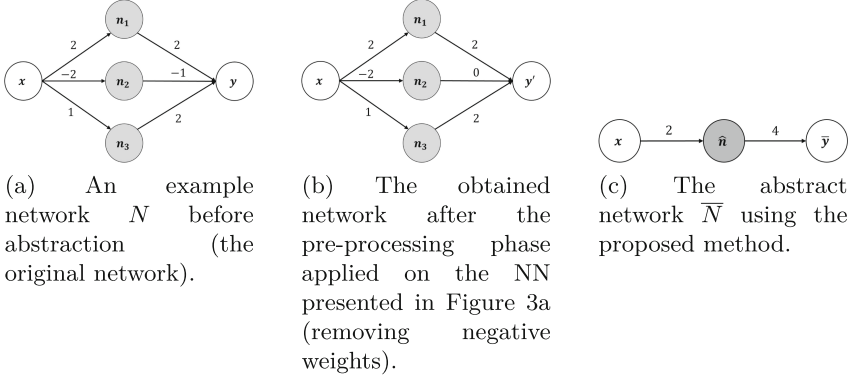 n₁
2
2
x
−2
n₂
−1
y
1
2
n₃
(a) An example
network N before
abstraction (the
original network).
n₁
2
2
x
−2
n₂
0
y′
1
2
n₃
(b) The obtained
network after the
pre-processing phase
applied on the NN
presented in Figure 3a
(removing negative
weights).
x
2
n̂
4
y̅
(c) The abstract
network N̅ using the
proposed method.